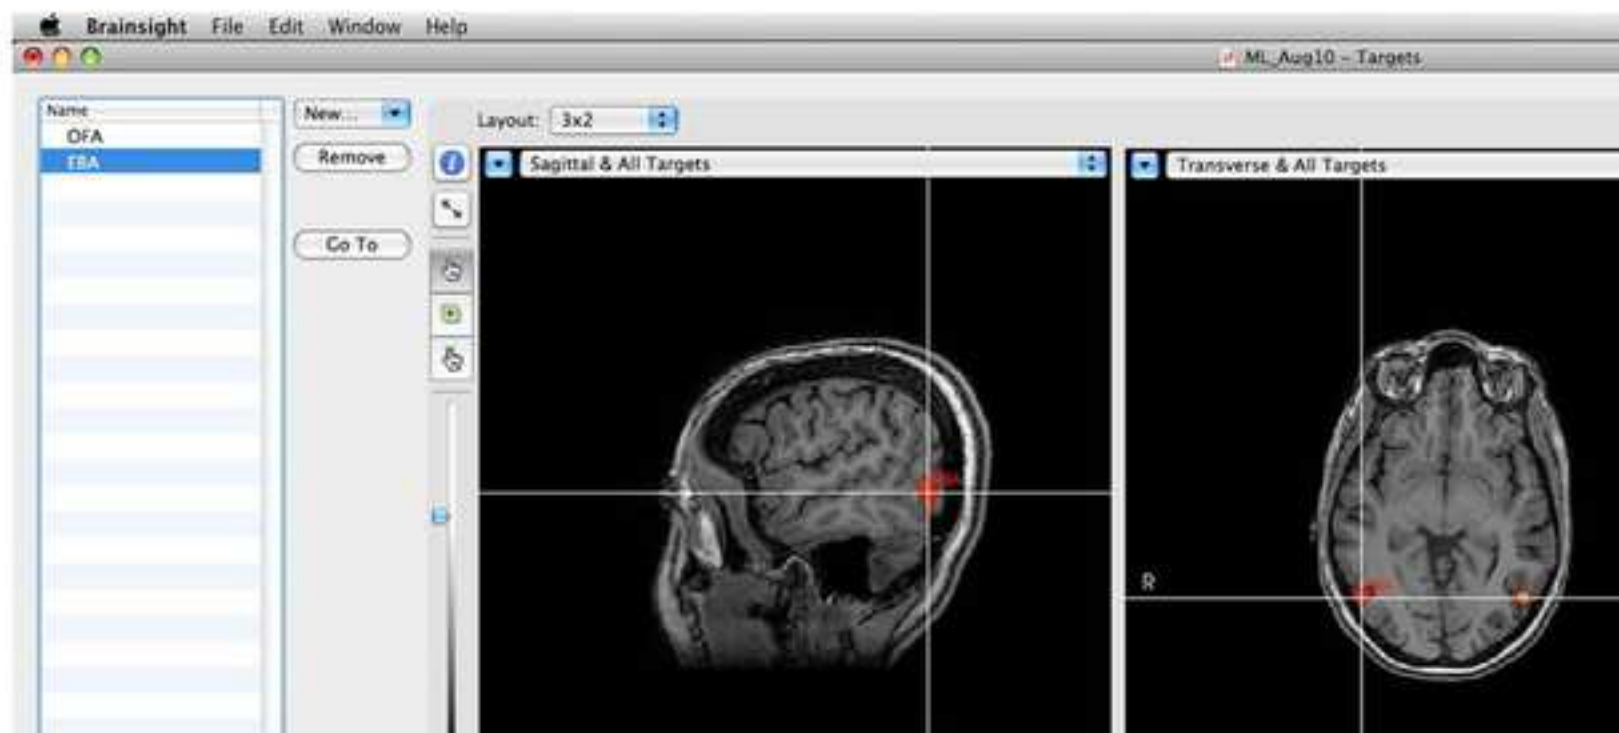 Brainsight File Edit Window Help
ML_Aug10 - Targets
Name
OFA
EBA
New...
Remove
Go To
Layout: 3x2
Sagittal & All Targets
Transverse & All Targets
R